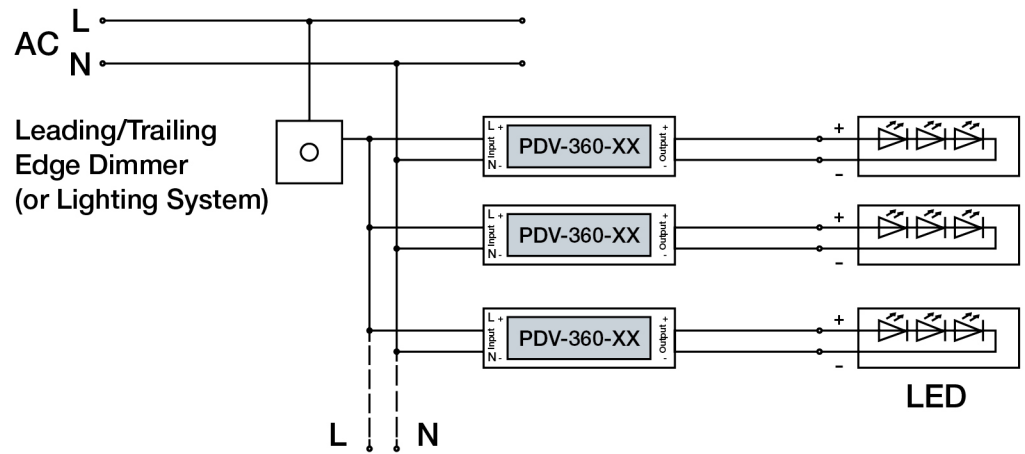 AC
L
N
Leading/Trailing
Edge Dimmer
(or Lighting System)
L +
Input
N -
PDV-360-XX
Output
+
-
+
-
L +
Input
N -
PDV-360-XX
Output
+
-
+
-
L +
Input
N -
PDV-360-XX
Output
+
-
+
-
LED
L N